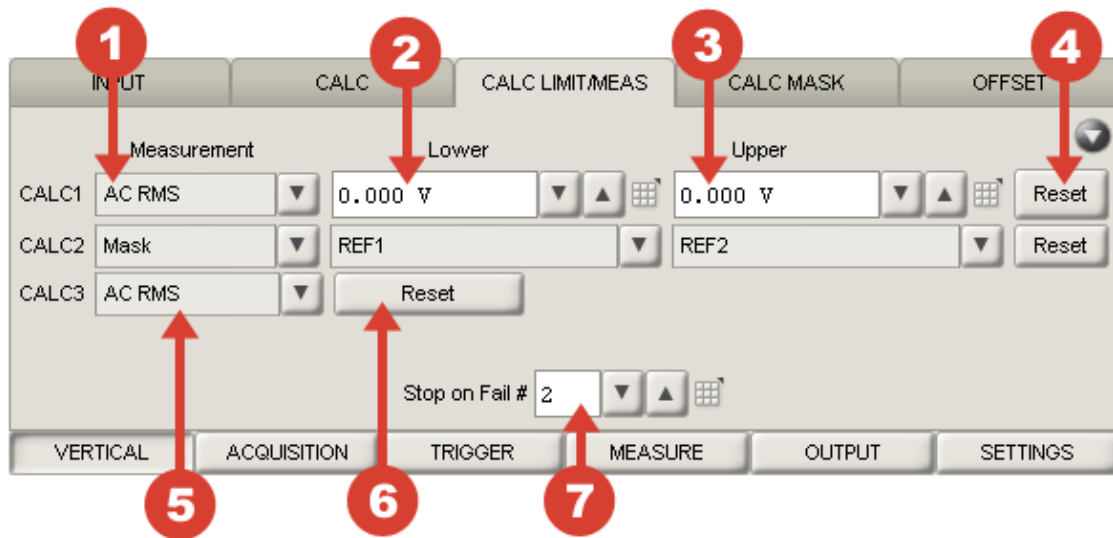 1 2 3 4
INPUT CALC CALC LIMIT/MEAS CALC MASK OFFSET
Measurement Lower Upper
CALC1 AC RMS 0.000 V 0.000 V Reset
CALC2 Mask REF1 REF2 Reset
CALC3 AC RMS Reset
Stop on Fail # 2
VERTICAL ACQUISITION TRIGGER MEASURE OUTPUT SETTINGS
5 6 7